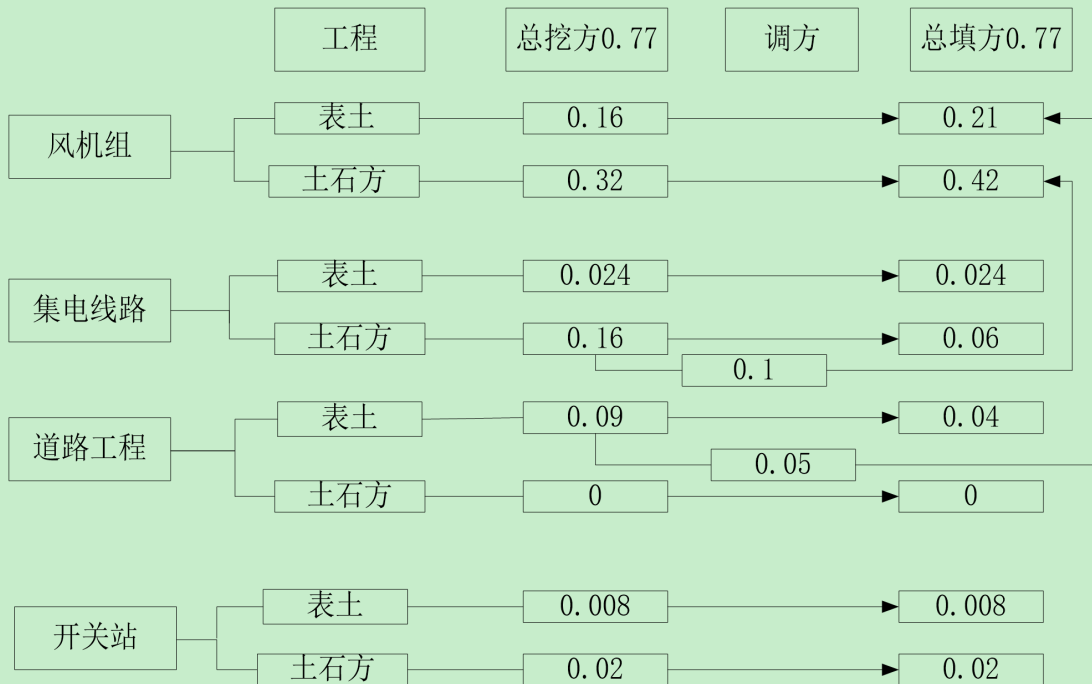 工程 总挖方0.77 调方 总填方0.77
风机组
表土 0.16 0.21
土石方 0.32 0.42
集电线路
表土 0.024 0.024
土石方 0.16 0.06
0.1
道路工程
表土 0.09 0.04
0.05
土石方 0 0
开关站
表土 0.008 0.008
土石方 0.02 0.02